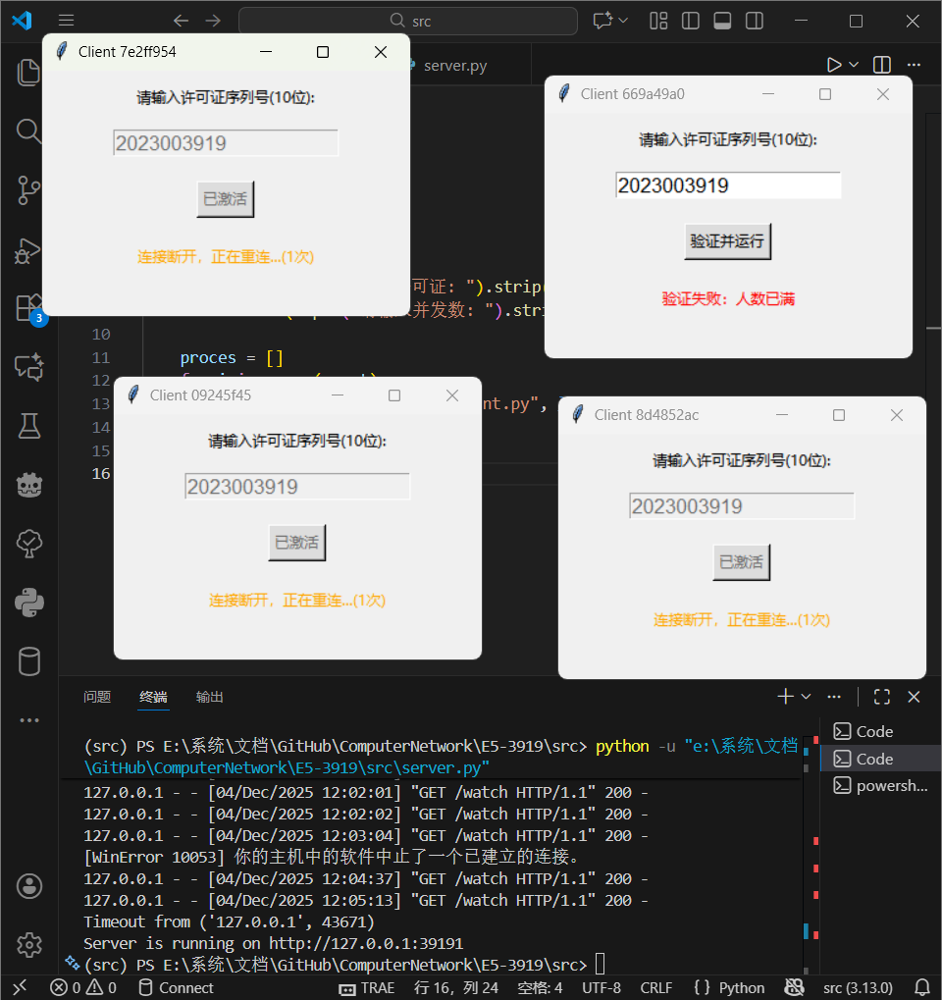 src
Client 7e2ff954
请输入许可证序列号(10位):
2023003919
已激活
连接断开，正在重连...(1次)
server.py
Client 669a49a0
请输入许可证序列号(10位):
2023003919
验证并运行
验证失败：人数已满
可证: ").strip(
并发数: ").stri
3
10
11 proces = []
12
13 nt.py",
14
15
16
Client 09245f45
请输入许可证序列号(10位):
2023003919
已激活
连接断开，正在重连...(1次)
Client 8d4852ac
请输入许可证序列号(10位):
2023003919
已激活
连接断开，正在重连...(1次)
问题 终端 输出
(src) PS E:\系统\文档\GitHub\ComputerNetwork\E5-3919\src> python -u "e:\系统\文档
\GitHub\ComputerNetwork\E5-3919\src\server.py"
127.0.0.1 - - [04/Dec/2025 12:02:01] "GET /watch HTTP/1.1" 200 -
127.0.0.1 - - [04/Dec/2025 12:02:02] "GET /watch HTTP/1.1" 200 -
127.0.0.1 - - [04/Dec/2025 12:03:04] "GET /watch HTTP/1.1" 200 -
[WinError 10053] 你的主机中的软件中止了一个已建立的连接。
127.0.0.1 - - [04/Dec/2025 12:04:37] "GET /watch HTTP/1.1" 200 -
127.0.0.1 - - [04/Dec/2025 12:05:13] "GET /watch HTTP/1.1" 200 -
Timeout from ('127.0.0.1', 43671)
Server is running on http://127.0.0.1:39191
(src) PS E:\系统\文档\GitHub\ComputerNetwork\E5-3919\src>
Code
Code
powersh...
0 0 Connect TRAE 行 16，列 24 空格: 4 UTF-8 CRLF { } Python src (3.13.0)